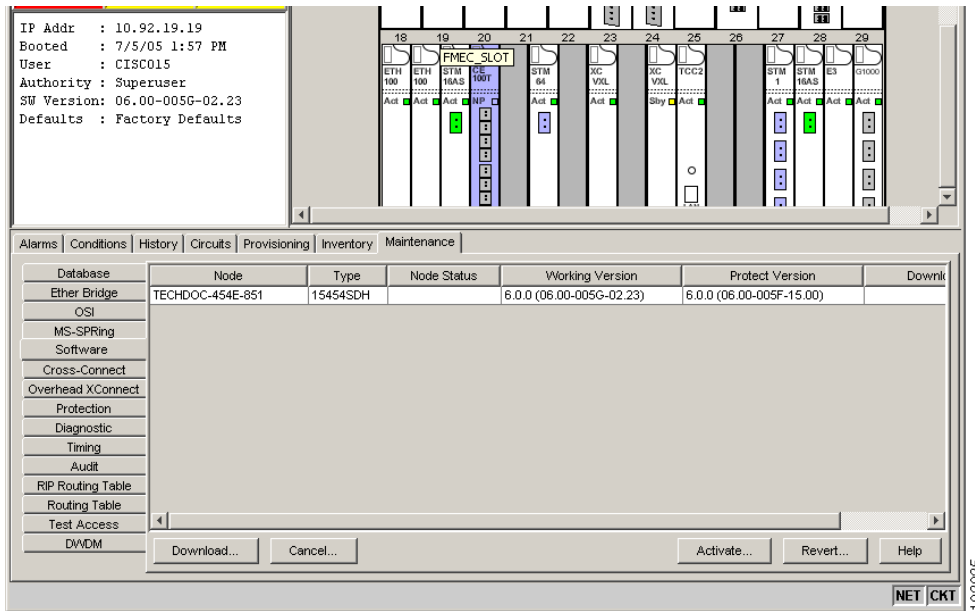 IP Addr : 10.92.19.19
Booted : 7/5/05 1:57 PM
User : CISCO15
Authority : Superuser
SW Version: 06.00-005G-02.23
Defaults : Factory Defaults
18 19 20 21 22 23 24 25 26 27 28 29
FMEC_SLOT
ETH 100
ETH 100
STM 16AS
CE 100T
STM 64
XC VXL
XC VXL
TCC2
STM 1
STM 16AS
E3
G1000
Act Act Act NP Act Act Sby Act Act Act Act Act
Alarms Conditions History Circuits Provisioning Inventory Maintenance
Database
Ether Bridge
OSI
MS-SPRing
Software
Cross-Connect
Overhead XConnect
Protection
Diagnostic
Timing
Audit
RIP Routing Table
Routing Table
Test Access
DWDM
Node Type Node Status Working Version Protect Version Downl
TECHDOC-454E-851 15454SDH 6.0.0 (06.00-005G-02.23) 6.0.0 (06.00-005F-15.00)
Download... Cancel... Activate... Revert... Help
NET CKT